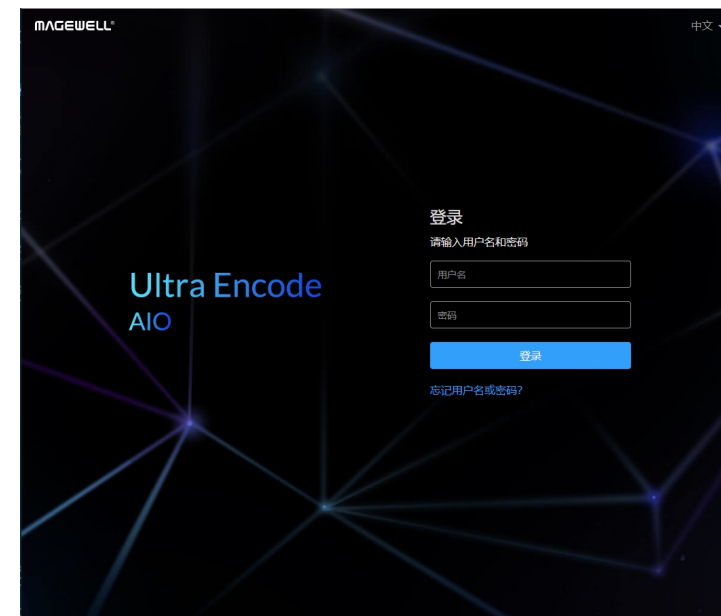 MAGEWELL®
中文
Ultra Encode
AIO
登录
请输入用户名和密码
用户名
密码
登录
忘记用户名或密码?